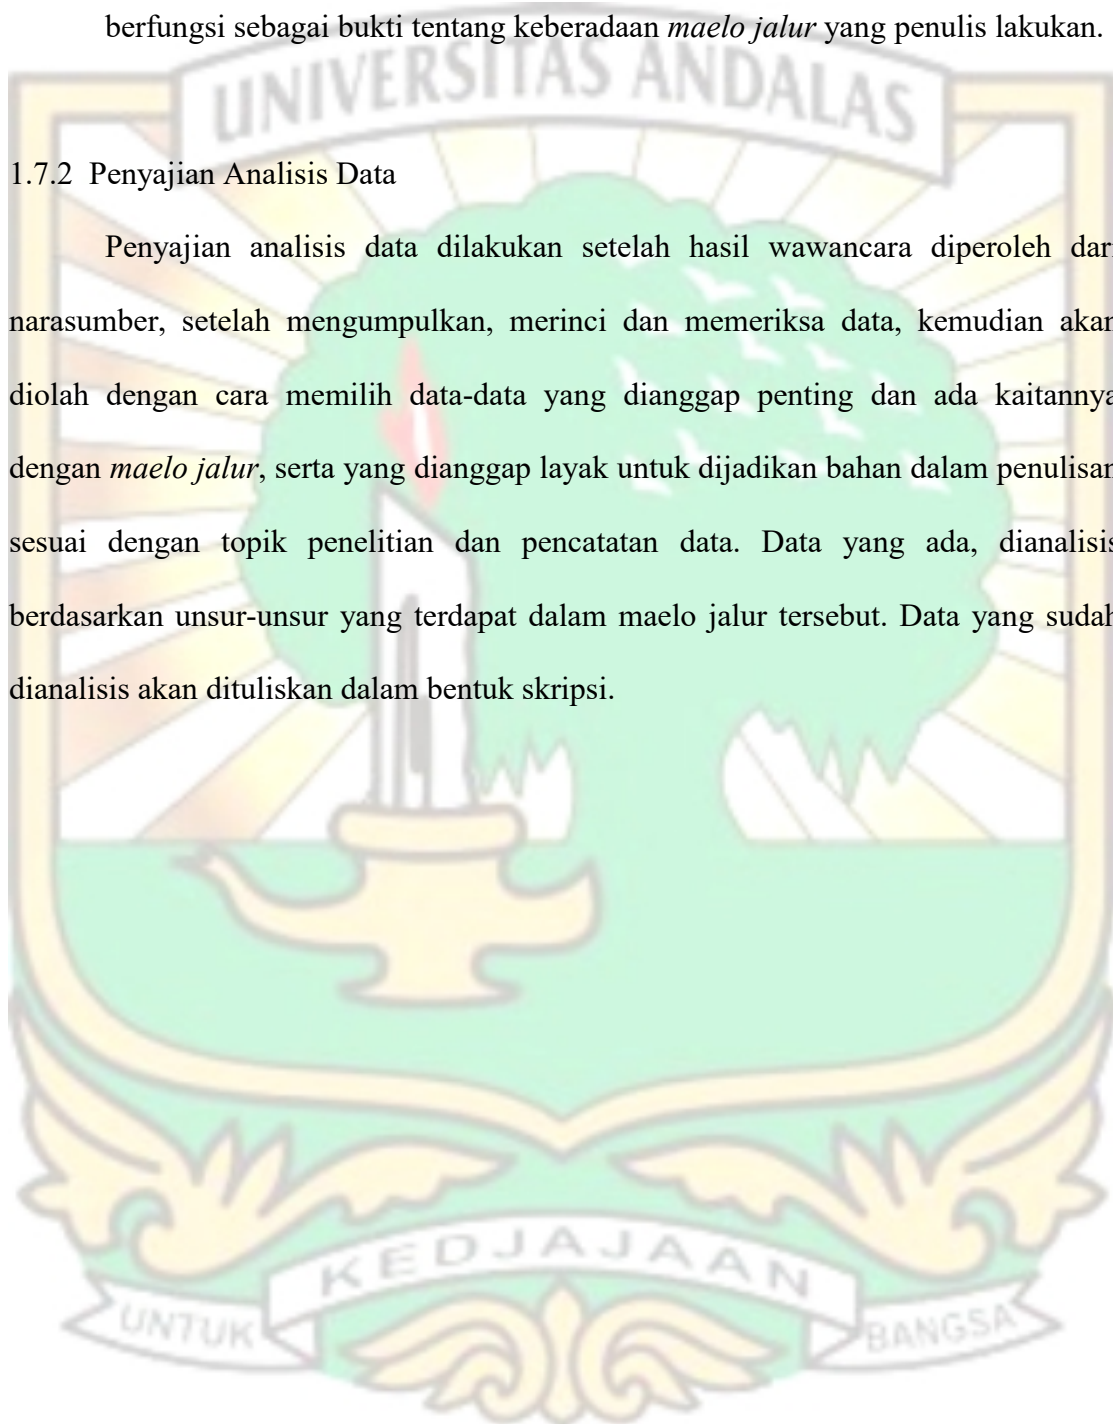 berfungsi sebagai bukti tentang keberadaan maelo jalur yang penulis lakukan.
UNIVERSITAS ANDALAS
1.7.2 Penyajian Analisis Data
Penyajian analisis data dilakukan setelah hasil wawancara diperoleh dari
narasumber, setelah mengumpulkan, merinci dan memeriksa data, kemudian akan
diolah dengan cara memilih data-data yang dianggap penting dan ada kaitannya
dengan maelo jalur, serta yang dianggap layak untuk dijadikan bahan dalam penulisan
sesuai dengan topik penelitian dan pencatatan data. Data yang ada, dianalisis
berdasarkan unsur-unsur yang terdapat dalam maelo jalur tersebut. Data yang sudah
dianalisis akan dituliskan dalam bentuk skripsi.
UNTUK KEDJAJAAN BANGSA